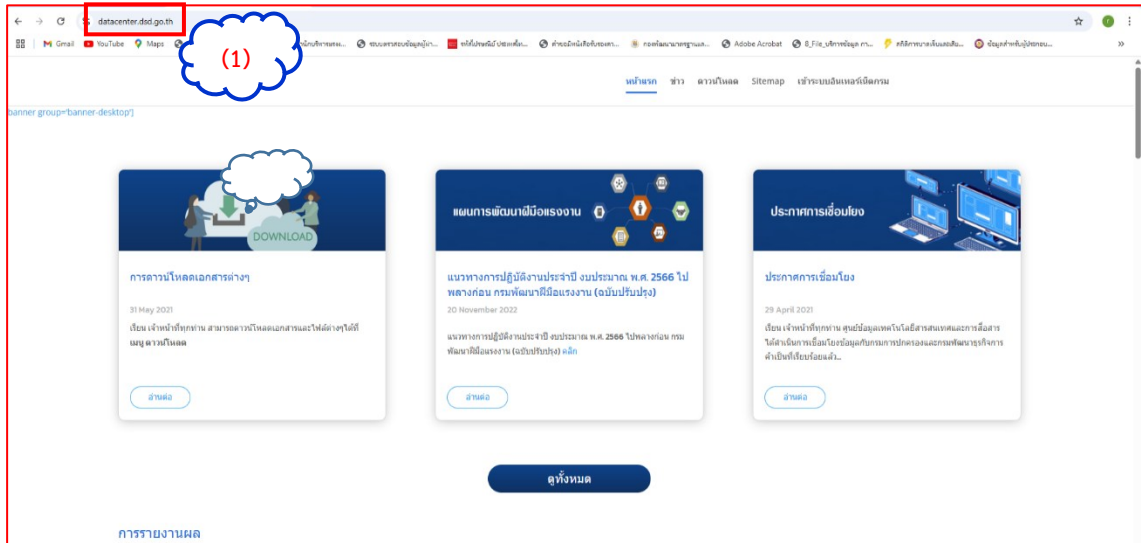 datacenter.dsd.go.th
Gmail YouTube Maps Adobe Acrobat
(1)
หน้าแรก ข่าว ดาวน์โหลด Sitemap เข้าระบบอินเทอร์เน็ตกรม
banner group='banner-desktop']
DOWNLOAD
การดาวน์โหลดเอกสารต่างๆ
31 May 2021
เรียน เจ้าหน้าที่ทุกท่าน สามารถดาวน์โหลดเอกสารและไฟล์ต่างๆได้ที่
เมนู ดาวน์โหลด
อ่านต่อ
แผนการพัฒนาฝีมือแรงงาน
แนวทางการปฏิบัติงานประจำปี งบประมาณ พ.ศ. 2566 ไป
พลางก่อน กรมพัฒนาฝีมือแรงงาน (ฉบับปรับปรุง)
20 November 2022
แนวทางการปฏิบัติงานประจำปี งบประมาณ พ.ศ. 2566 ไปพลางก่อน กรม
พัฒนาฝีมือแรงงาน (ฉบับปรับปรุง) คลิก
อ่านต่อ
ประกาศการเชื่อมโยง
ประกาศการเชื่อมโยง
29 April 2021
เรียน เจ้าหน้าที่ทุกท่าน ศูนย์ข้อมูลเทคโนโลยีสารสนเทศและการสื่อสาร
ได้ดำเนินการเชื่อมโยงข้อมูลกับกรมการปกครองและกรมพัฒนาธุรกิจการ
ค้าเป็นที่เรียบร้อยแล้ว...
อ่านต่อ
ดูทั้งหมด
การรายงานผล